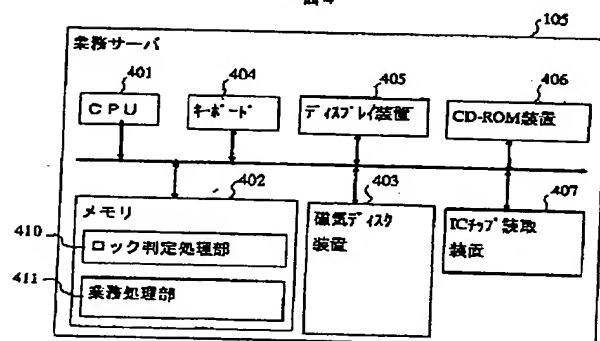 図4
105
業務サーバ
401
404
405
406
CPU
キーボード
ディスプレイ装置
CD-ROM装置
402
403
407
メモリ
磁気ディスク
装置
ICチップ読取
装置
410
ロック判定処理部
411
業務処理部